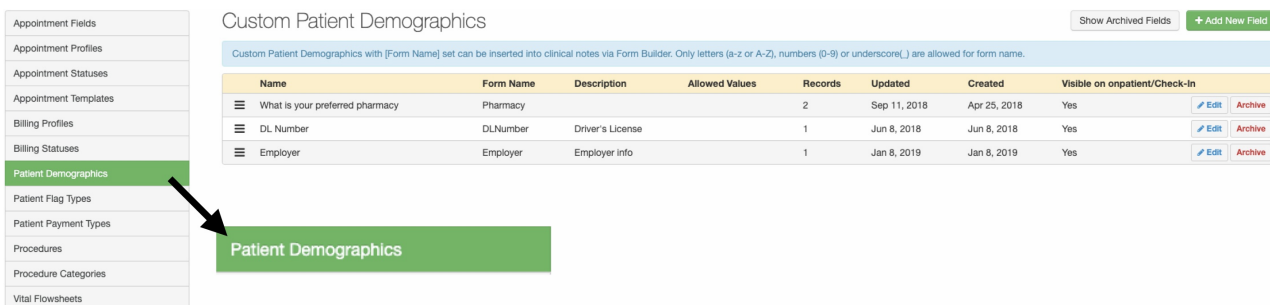 Appointment Fields
Appointment Profiles
Appointment Statuses
Appointment Templates
Billing Profiles
Billing Statuses
Patient Demographics
Patient Flag Types
Patient Payment Types
Procedures
Procedure Categories
Vital Flowsheets
Custom Patient Demographics
Show Archived Fields
+ Add New Field
Custom Patient Demographics with [Form Name] set can be inserted into clinical notes via Form Builder. Only letters (a-z or A-Z), numbers (0-9) or underscore(_) are allowed for form name.
Name Form Name Description Allowed Values Records Updated Created Visible on onpatient/Check-In
What is your preferred pharmacy Pharmacy 2 Sep 11, 2018 Apr 25, 2018 Yes Edit Archive
DL Number DLNumber Driver's License 1 Jun 8, 2018 Jun 8, 2018 Yes Edit Archive
Employer Employer Employer info 1 Jan 8, 2019 Jan 8, 2019 Yes Edit Archive
Patient Demographics